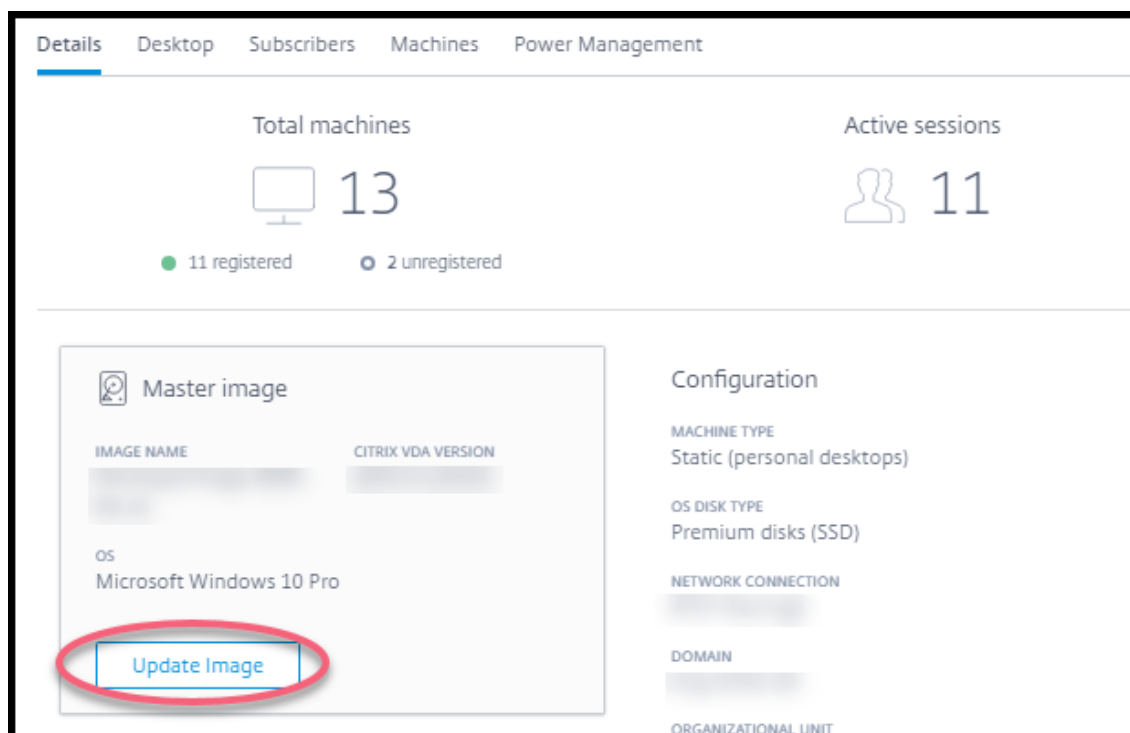 Details Desktop Subscribers Machines Power Management
Total machines
13
11 registered 2 unregistered
Active sessions
11
Master image
IMAGE NAME CITRIX VDA VERSION
OS
Microsoft Windows 10 Pro
Update Image
Configuration
MACHINE TYPE
Static (personal desktops)
OS DISK TYPE
Premium disks (SSD)
NETWORK CONNECTION
DOMAIN
ORGANIZATIONAL UNIT